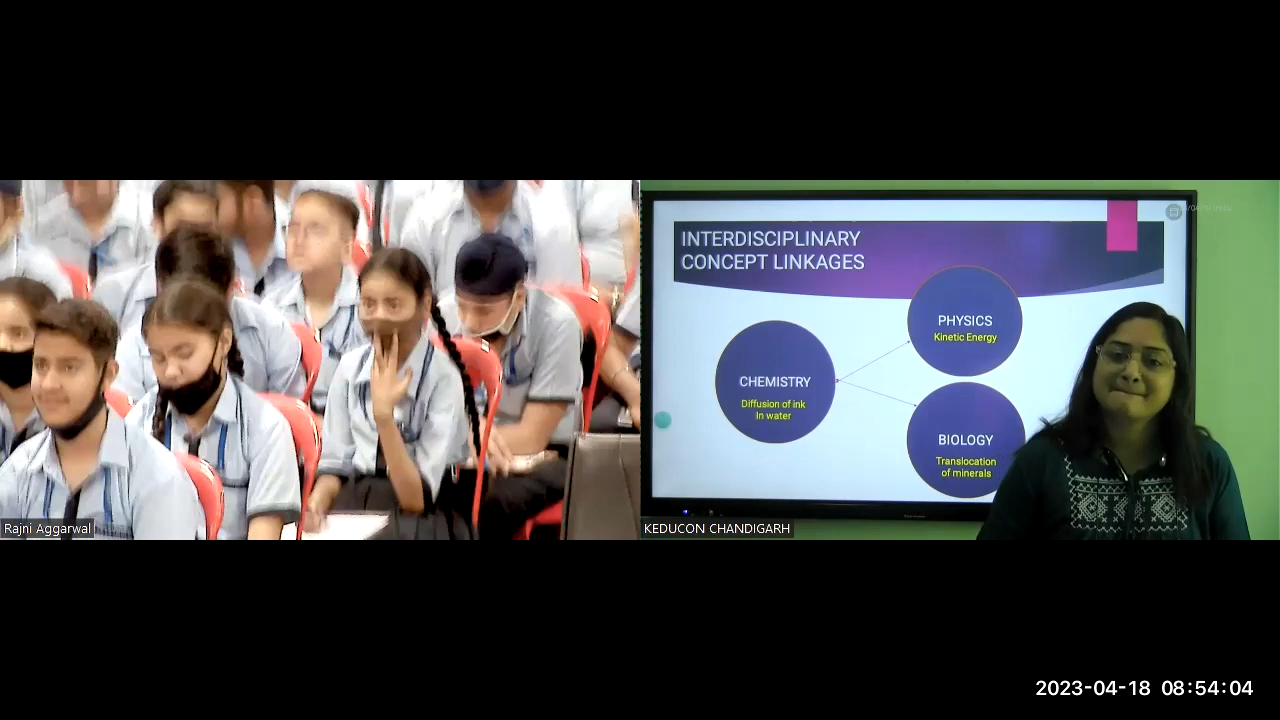 INTERDISCIPLINARY
CONCEPT LINKAGES
PHYSICS
Kinetic Energy
CHEMISTRY
Diffusion of ink
In water
BIOLOGY
Translocation
of minerals
Rajni Aggarwal
KEDUCON CHANDIGARH
2023-04-18 08:54:04